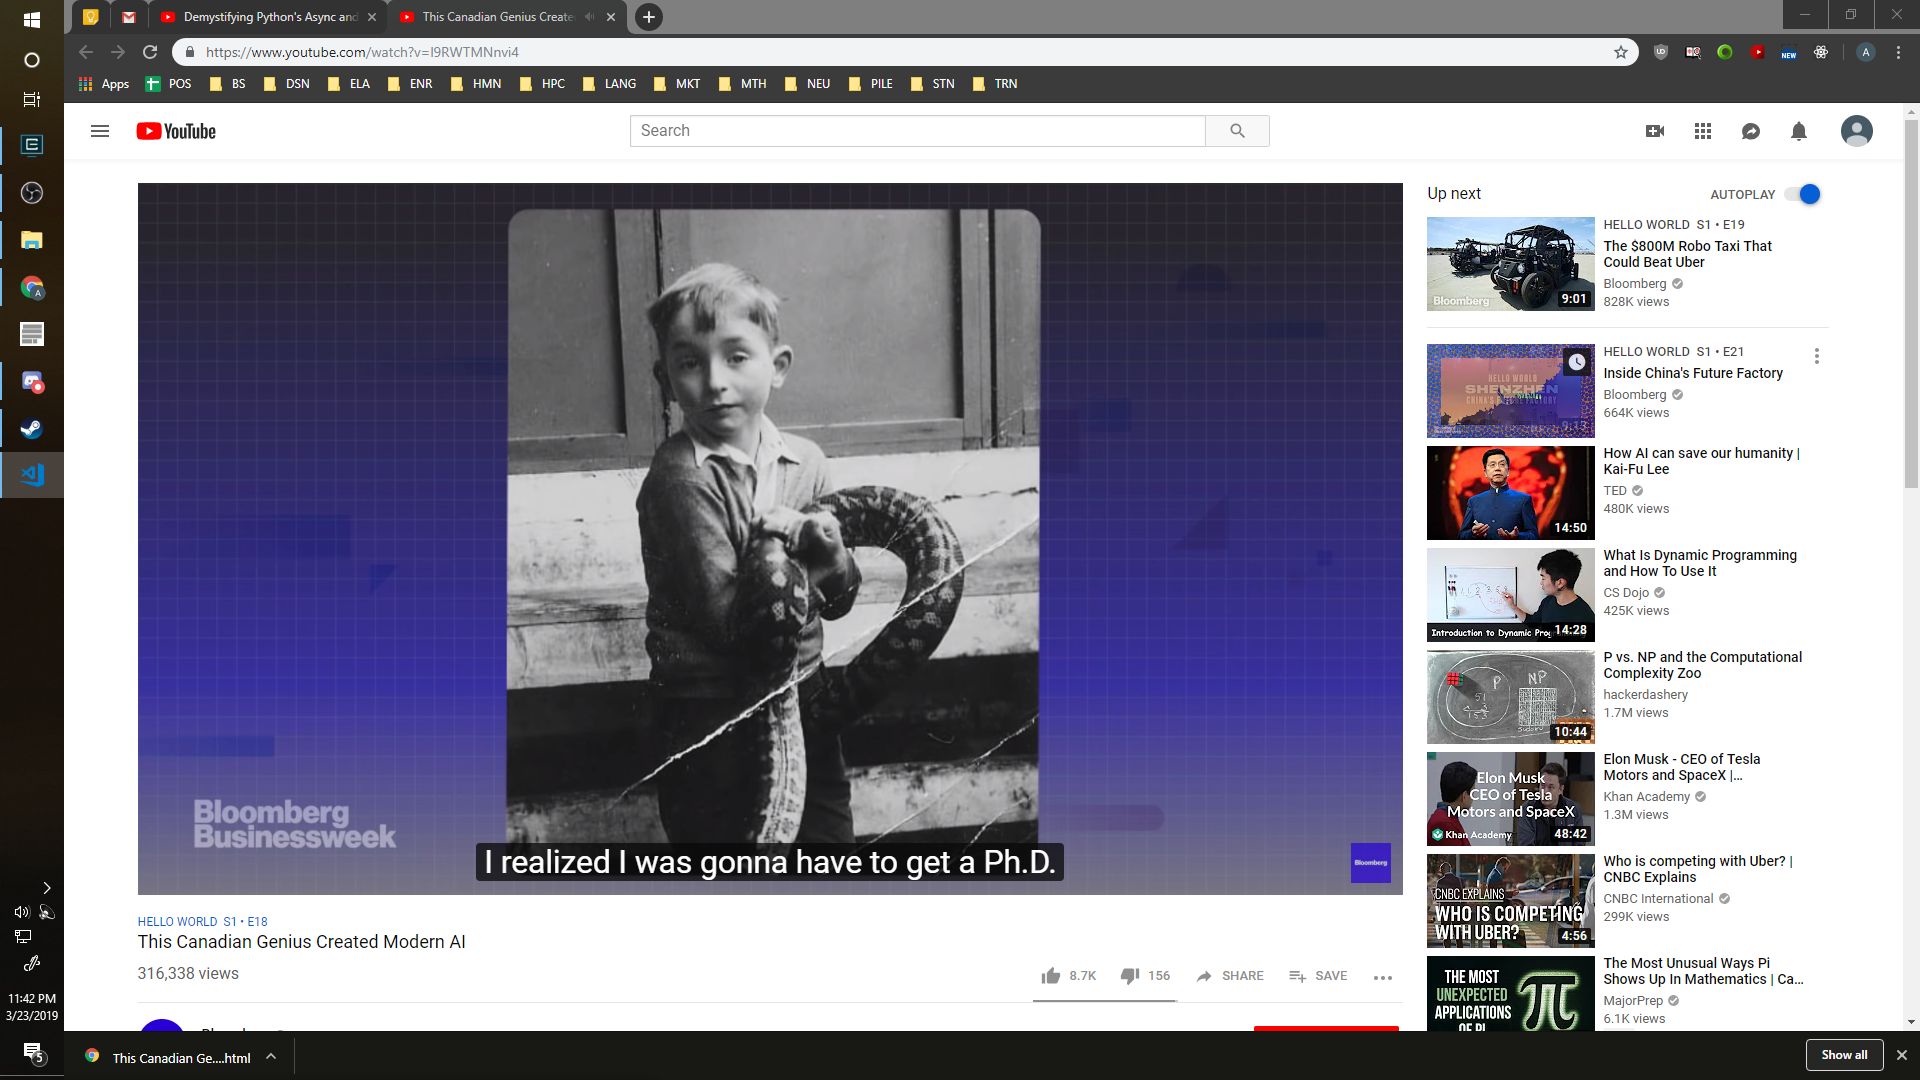 Demystifying Python's Async and
This Canadian Genius Create
https://www.youtube.com/watch?v=I9RWTMNnvi4
A
Apps
POS
BS
DSN
ELA
ENR
HMN
HPC
LANG
MKT
MTH
NEU
PILE
STN
TRN
YouTube
Search
Bloomberg
Businessweek
I realized I was gonna have to get a Ph.D.
Bloomberg
HELLO WORLD S1 • E18
This Canadian Genius Created Modern AI
316,338 views
8.7K
156
SHARE
SAVE
Up next
AUTOPLAY
Bloomberg
9:01
HELLO WORLD S1 • E19
The $800M Robo Taxi That
Could Beat Uber
Bloomberg
828K views
HELLO WORLD
SHENZHEN
HELLO WORLD S1 • E21
Inside China's Future Factory
Bloomberg
664K views
14:50
How AI can save our humanity |
Kai-Fu Lee
TED
480K views
14:28
What Is Dynamic Programming
and How To Use It
CS Dojo
425K views
P
NP
10:44
P vs. NP and the Computational
Complexity Zoo
hackerdashery
1.7M views
Elon Musk
CEO of Tesla
Motors and SpaceX
Khan Academy
48:42
Elon Musk - CEO of Tesla
Motors and SpaceX |...
Khan Academy
1.3M views
CNBC EXPLAINS
WHO IS COMPETING
WITH UBER?
4:56
Who is competing with Uber? |
CNBC Explains
CNBC International
299K views
THE MOST
UNEXPECTED
APPLICATIONS
OF PI
π
The Most Unusual Ways Pi
Shows Up In Mathematics | Ca...
MajorPrep
6.1K views
11:42 PM
3/23/2019
5
This Canadian Ge....html
Show all